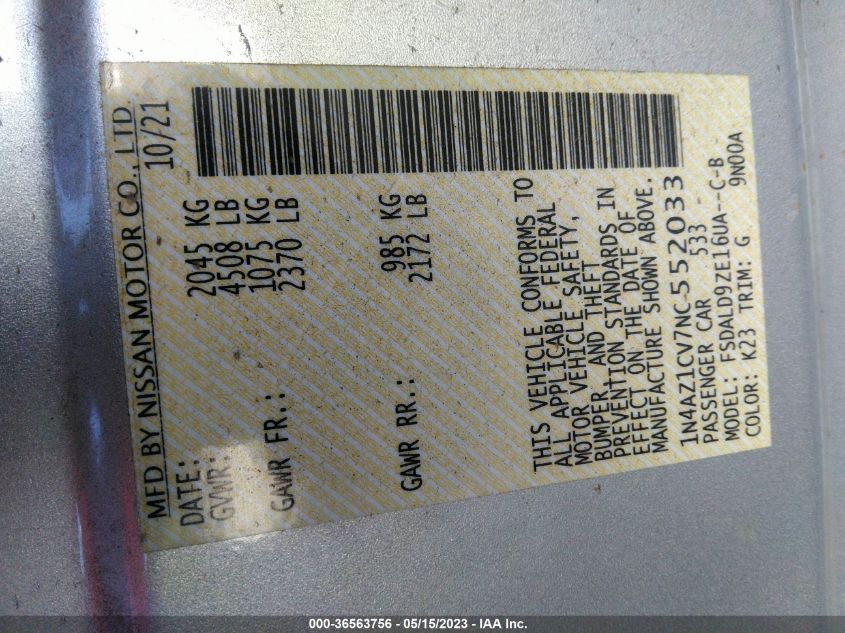 MFD BY NISSAN MOTOR CO., LTD.
DATE: 10/21
GVWR: 2045 KG
4508 LB
GAWR FR.: 1075 KG
2370 LB
GAWR RR.: 985 KG
2172 LB
THIS VEHICLE CONFORMS TO
ALL APPLICABLE FEDERAL
MOTOR VEHICLE SAFETY,
BUMPER AND THEFT
PREVENTION STANDARDS IN
EFFECT ON THE DATE OF
MANUFACTURE SHOWN ABOVE.
1N4AZ1CV7NC-552033
PASSENGER CAR 533
MODEL: FSDALD9ZE16UA---C-B
COLOR: K23 TRIM: G 9N00A
000-36563756 - 05/15/2023 - IAA Inc.